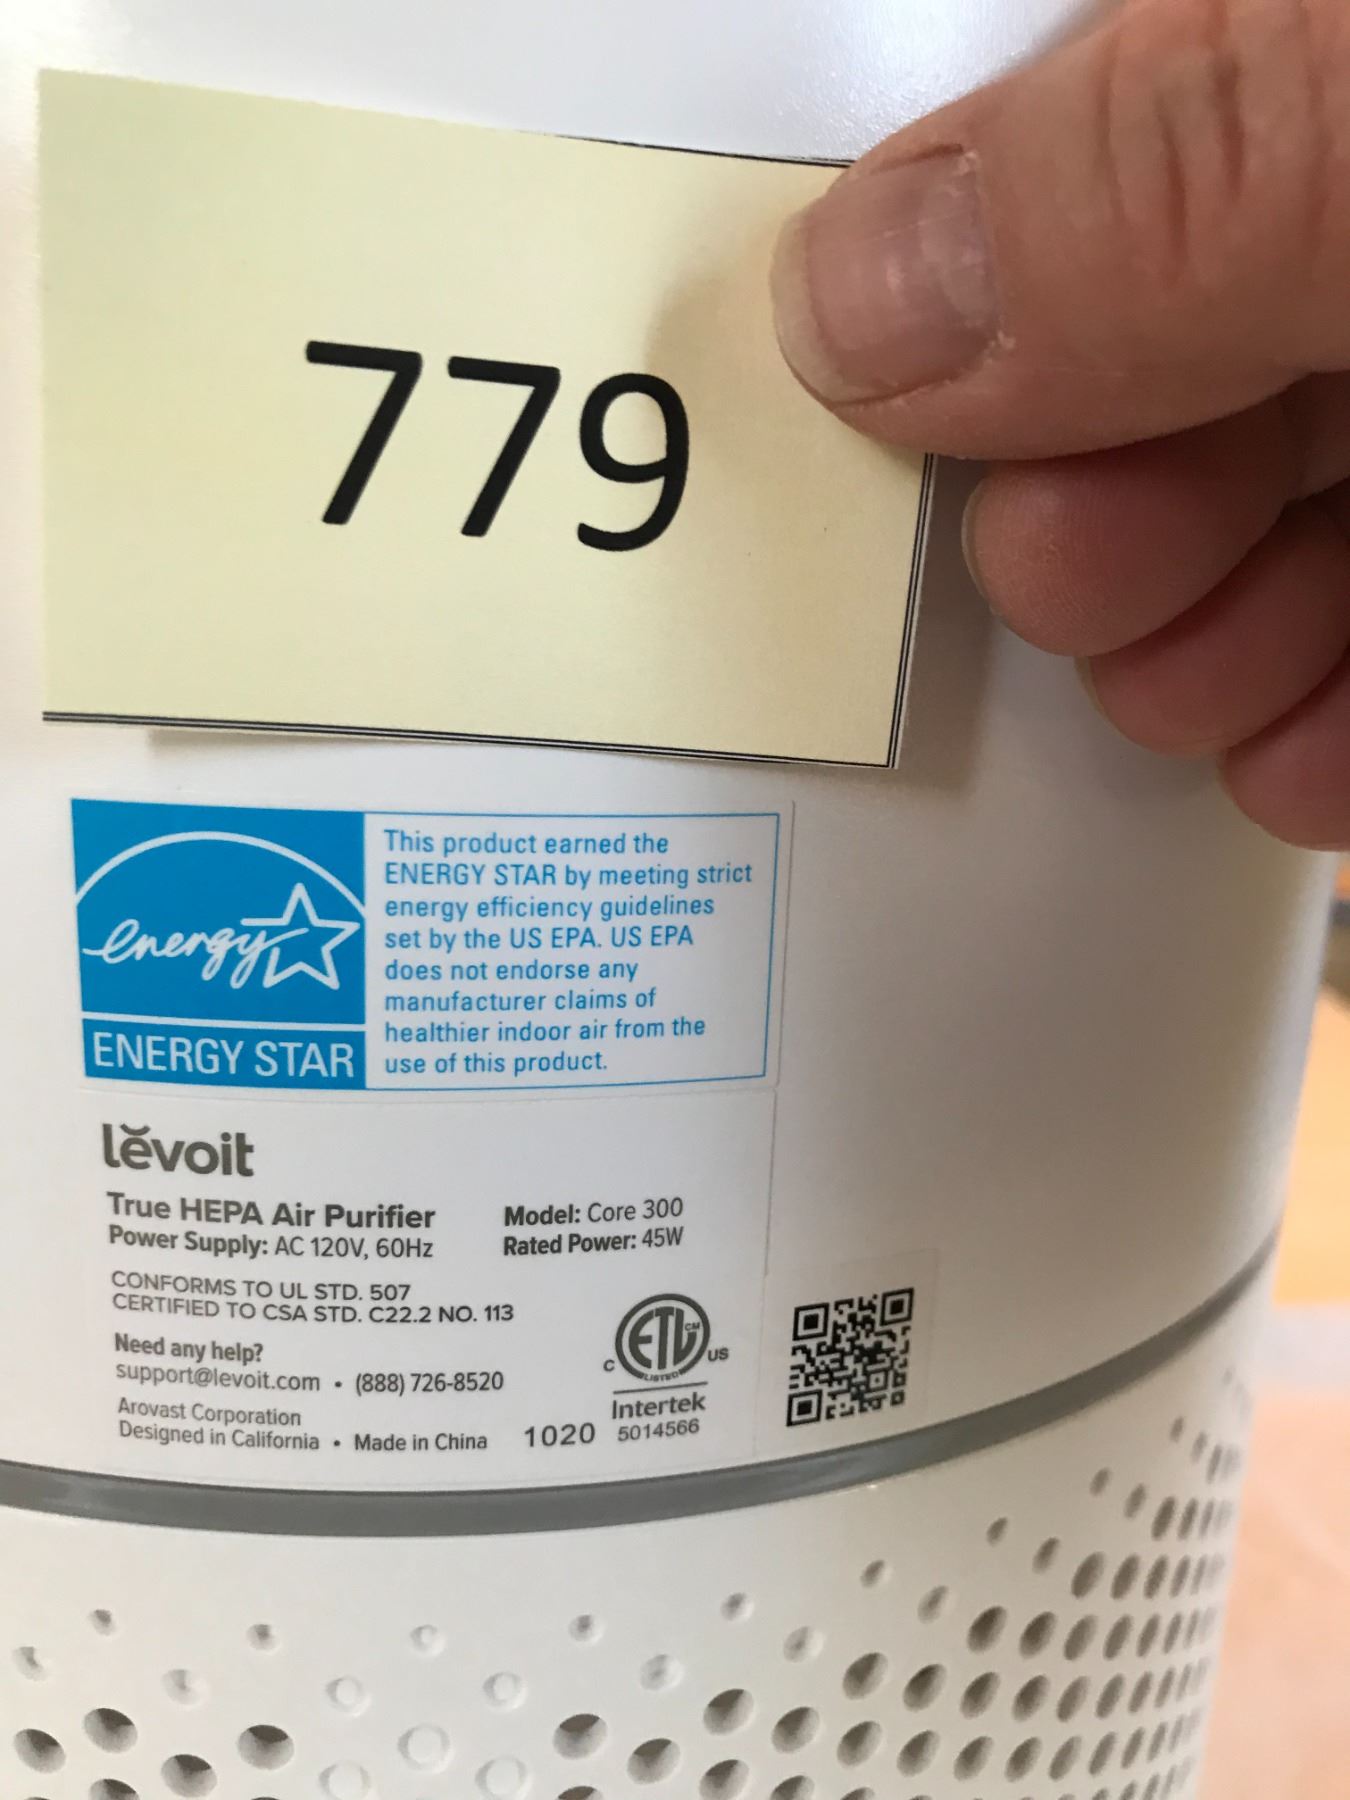 779
This product earned the
ENERGY STAR by meeting strict
energy efficiency guidelines
set by the US EPA. US EPA
does not endorse any
manufacturer claims of
healthier indoor air from the
use of this product.
energy
ENERGY STAR
lĕvoit
True HEPA Air Purifier
Model: Core 300
Power Supply: AC 120V, 60Hz
Rated Power: 45W
CONFORMS TO UL STD. 507
CERTIFIED TO CSA STD. C22.2 NO. 113
Need any help?
support@levoit.com • (888) 726-8520
Arovast Corporation
Designed in California • Made in China
1020
ETL CM
C US
LISTED
Intertek
5014566